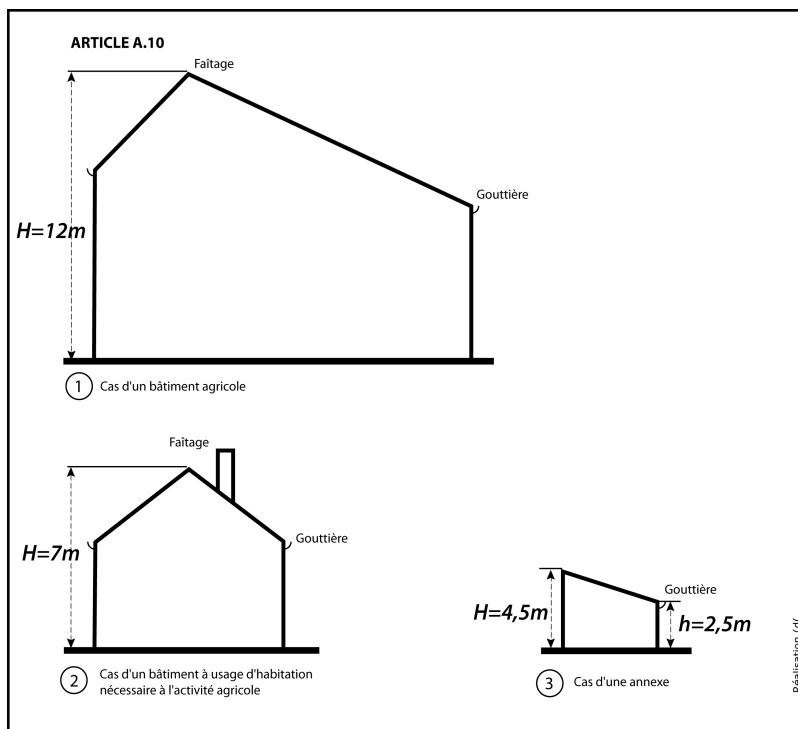 ARTICLE A.10
Faîtage
Gouttière
H=12m
1 Cas d'un bâtiment agricole
Faîtage
Gouttière
H=7m
2 Cas d'un bâtiment à usage d'habitation
nécessaire à l'activité agricole
Gouttière
H=4,5m
h=2,5m
3 Cas d'une annexe
Réalisation